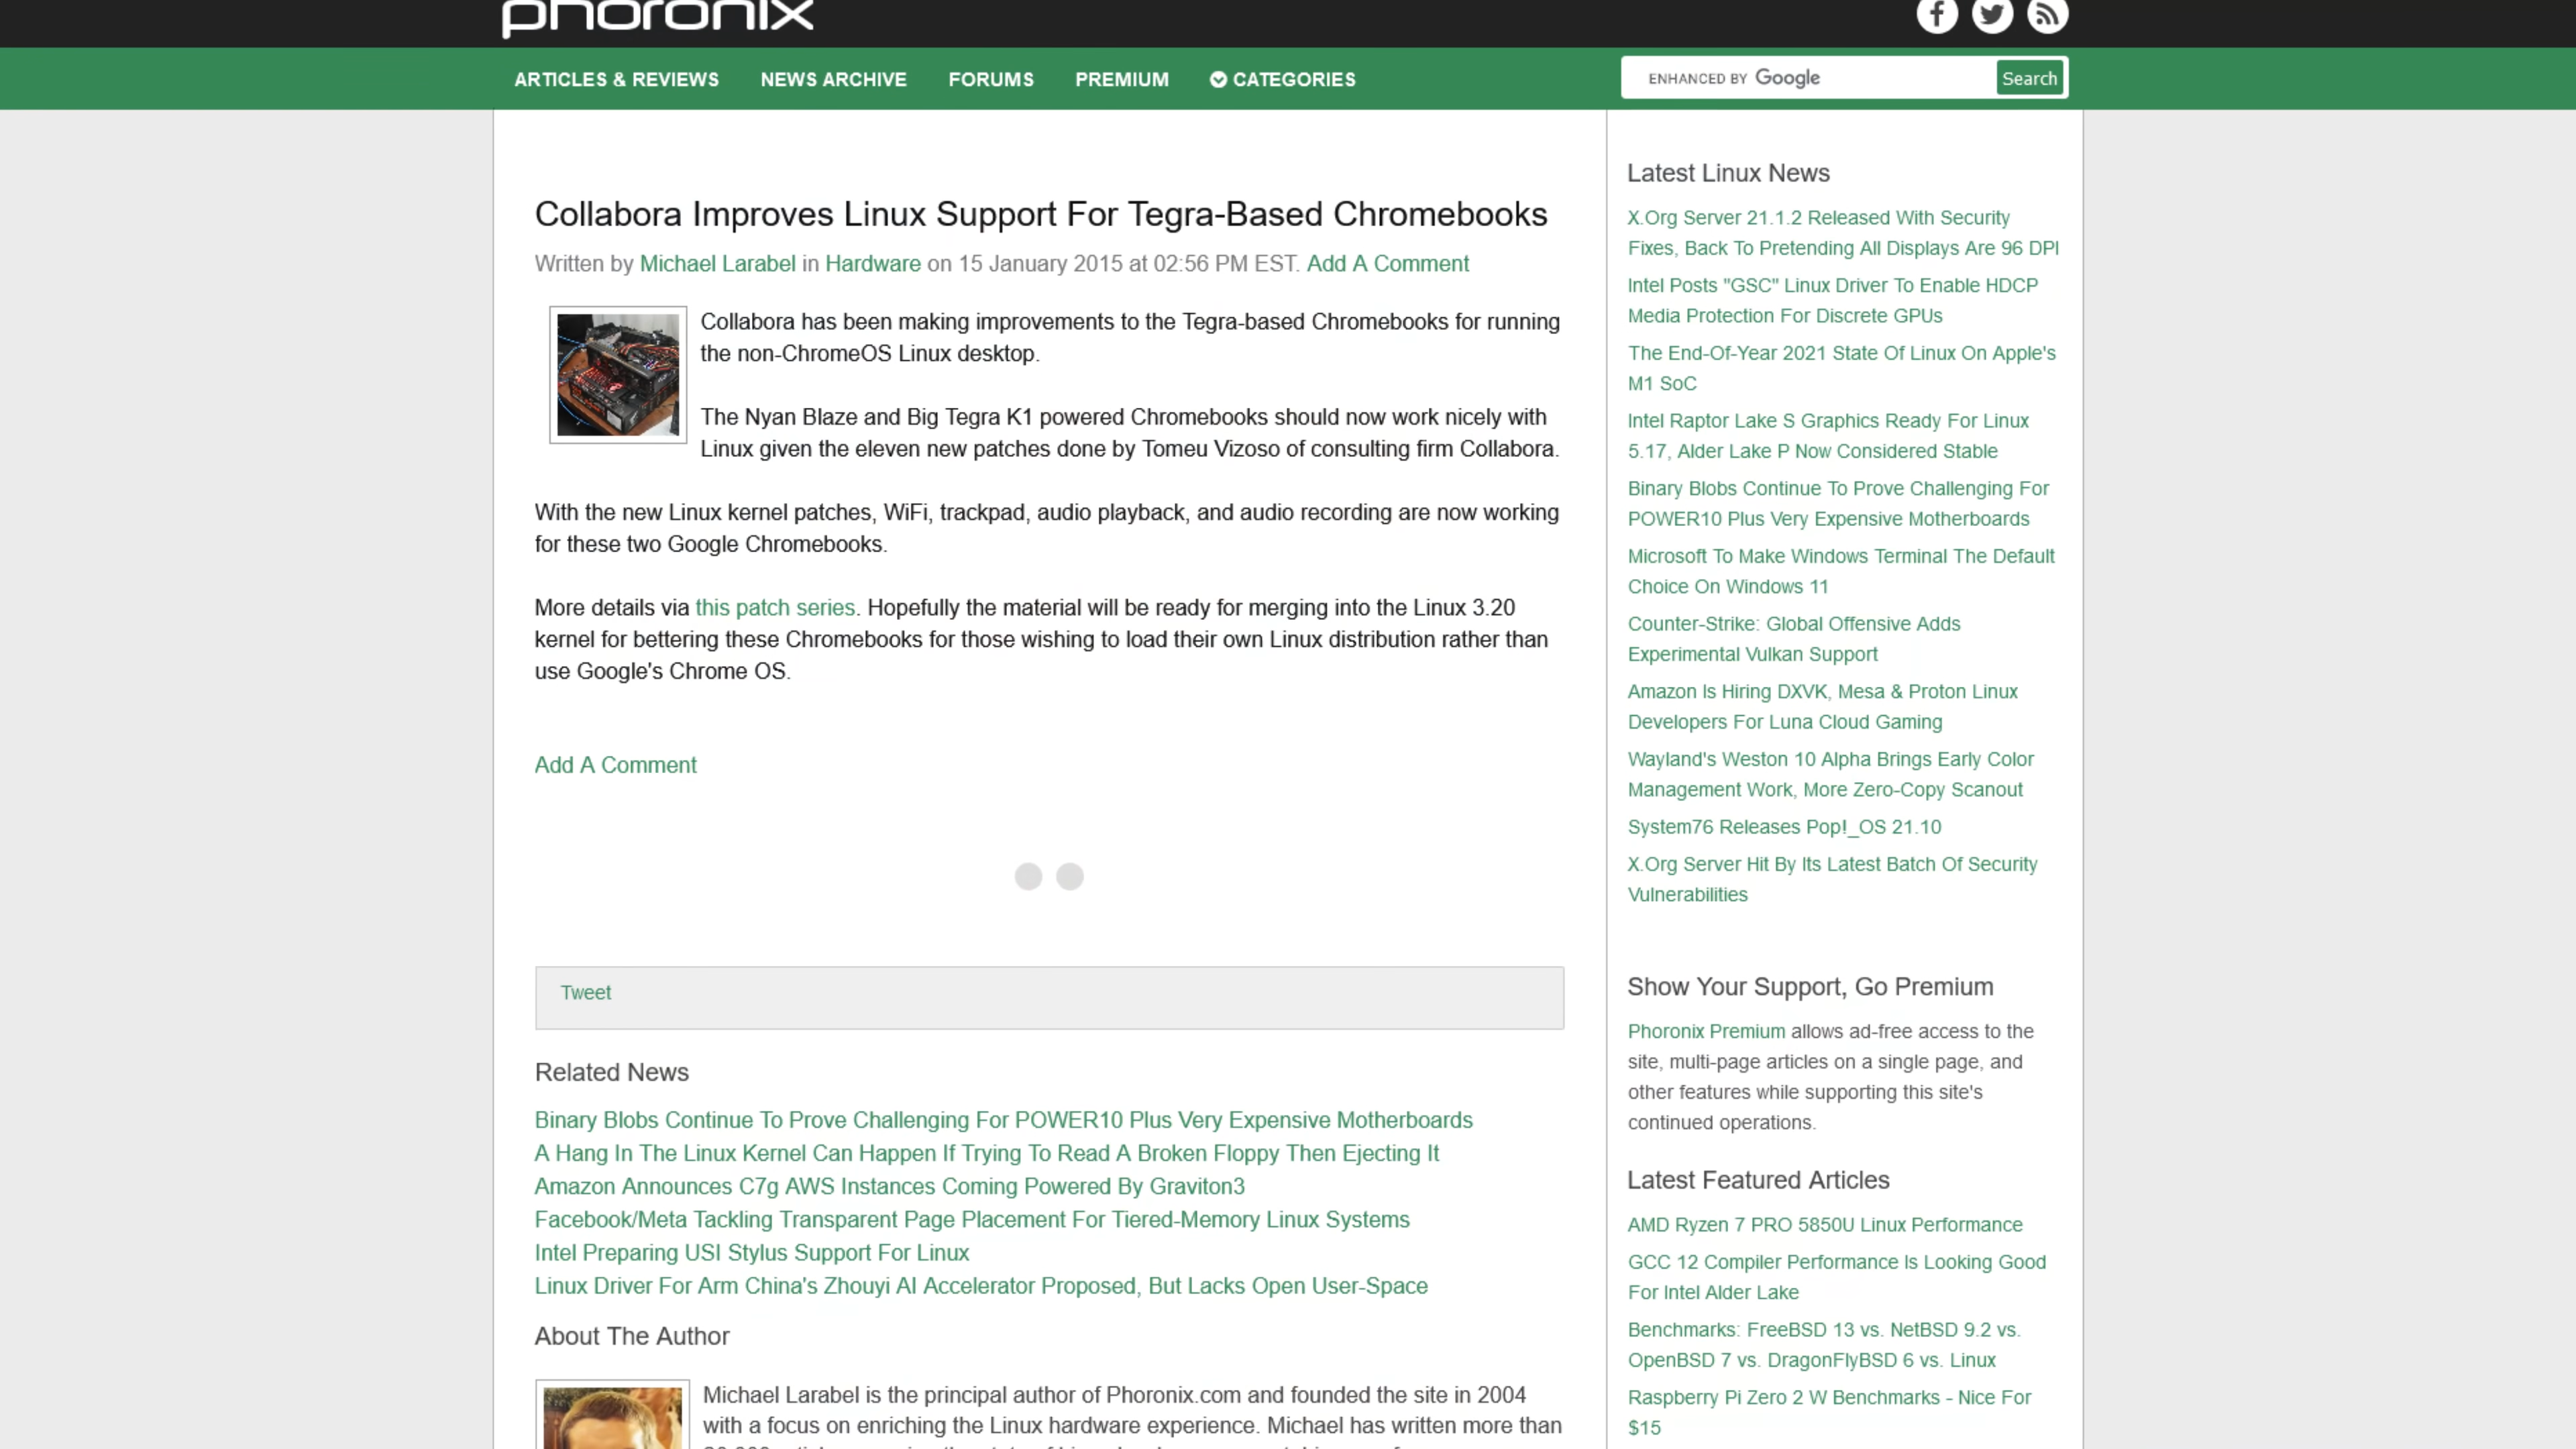 phoronix
ARTICLES & REVIEWS
NEWS ARCHIVE
FORUMS
PREMIUM
CATEGORIES
ENHANCED BY Google
Search
Collabora Improves Linux Support For Tegra-Based Chromebooks
Written by Michael Larabel in Hardware on 15 January 2015 at 02:56 PM EST. Add A Comment
Collabora has been making improvements to the Tegra-based Chromebooks for running
the non-ChromeOS Linux desktop.
The Nyan Blaze and Big Tegra K1 powered Chromebooks should now work nicely with
Linux given the eleven new patches done by Tomeu Vizoso of consulting firm Collabora.
With the new Linux kernel patches, WiFi, trackpad, audio playback, and audio recording are now working
for these two Google Chromebooks.
More details via this patch series. Hopefully the material will be ready for merging into the Linux 3.20
kernel for bettering these Chromebooks for those wishing to load their own Linux distribution rather than
use Google's Chrome OS.
Add A Comment
Tweet
Related News
Binary Blobs Continue To Prove Challenging For POWER10 Plus Very Expensive Motherboards
A Hang In The Linux Kernel Can Happen If Trying To Read A Broken Floppy Then Ejecting It
Amazon Announces C7g AWS Instances Coming Powered By Graviton3
Facebook/Meta Tackling Transparent Page Placement For Tiered-Memory Linux Systems
Intel Preparing USI Stylus Support For Linux
Linux Driver For Arm China's Zhouyi AI Accelerator Proposed, But Lacks Open User-Space
About The Author
Michael Larabel is the principal author of Phoronix.com and founded the site in 2004
with a focus on enriching the Linux hardware experience. Michael has written more than
Latest Linux News
X.Org Server 21.1.2 Released With Security
Fixes, Back To Pretending All Displays Are 96 DPI
Intel Posts "GSC" Linux Driver To Enable HDCP
Media Protection For Discrete GPUs
The End-Of-Year 2021 State Of Linux On Apple's
M1 SoC
Intel Raptor Lake S Graphics Ready For Linux
5.17, Alder Lake P Now Considered Stable
Binary Blobs Continue To Prove Challenging For
POWER10 Plus Very Expensive Motherboards
Microsoft To Make Windows Terminal The Default
Choice On Windows 11
Counter-Strike: Global Offensive Adds
Experimental Vulkan Support
Amazon Is Hiring DXVK, Mesa & Proton Linux
Developers For Luna Cloud Gaming
Wayland's Weston 10 Alpha Brings Early Color
Management Work, More Zero-Copy Scanout
System76 Releases Pop!_OS 21.10
X.Org Server Hit By Its Latest Batch Of Security
Vulnerabilities
Show Your Support, Go Premium
Phoronix Premium allows ad-free access to the
site, multi-page articles on a single page, and
other features while supporting this site's
continued operations.
Latest Featured Articles
AMD Ryzen 7 PRO 5850U Linux Performance
GCC 12 Compiler Performance Is Looking Good
For Intel Alder Lake
Benchmarks: FreeBSD 13 vs. NetBSD 9.2 vs.
OpenBSD 7 vs. DragonFlyBSD 6 vs. Linux
Raspberry Pi Zero 2 W Benchmarks - Nice For
$15